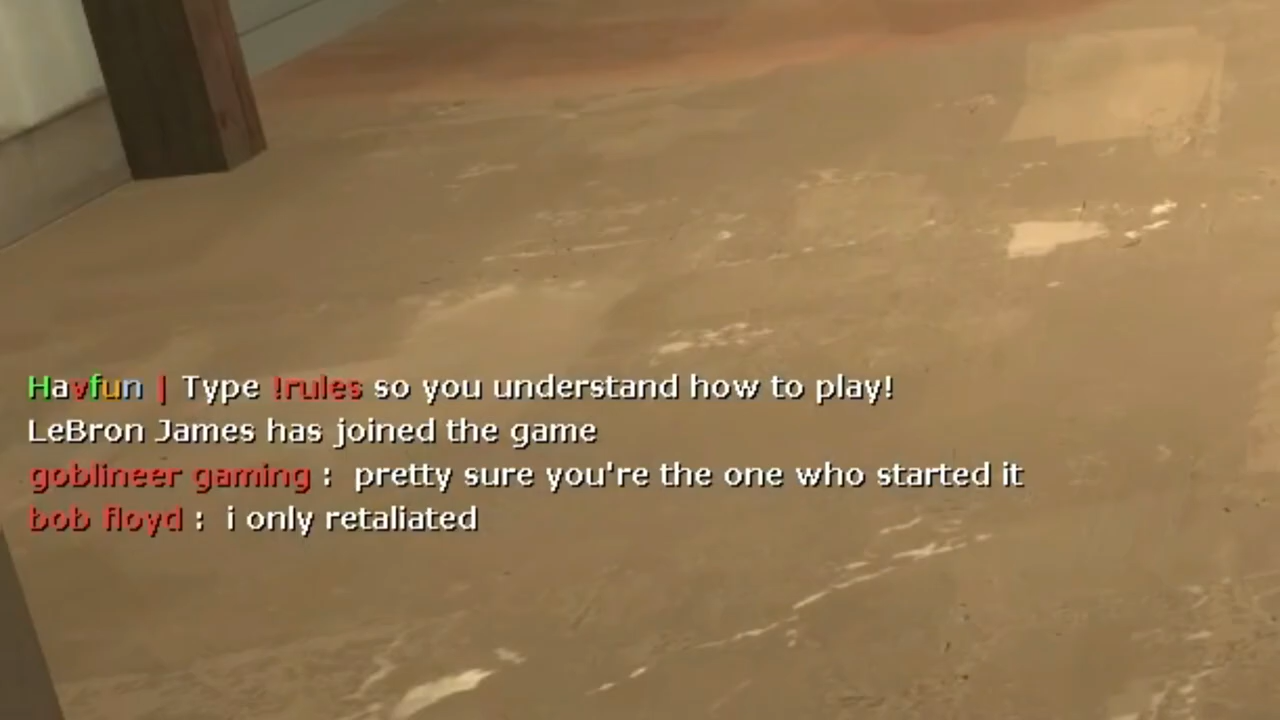 Havfun | Type !rules so you understand how to play!
LeBron James has joined the game
goblineer gaming :  pretty sure you're the one who started it
bob floyd :  i only retaliated